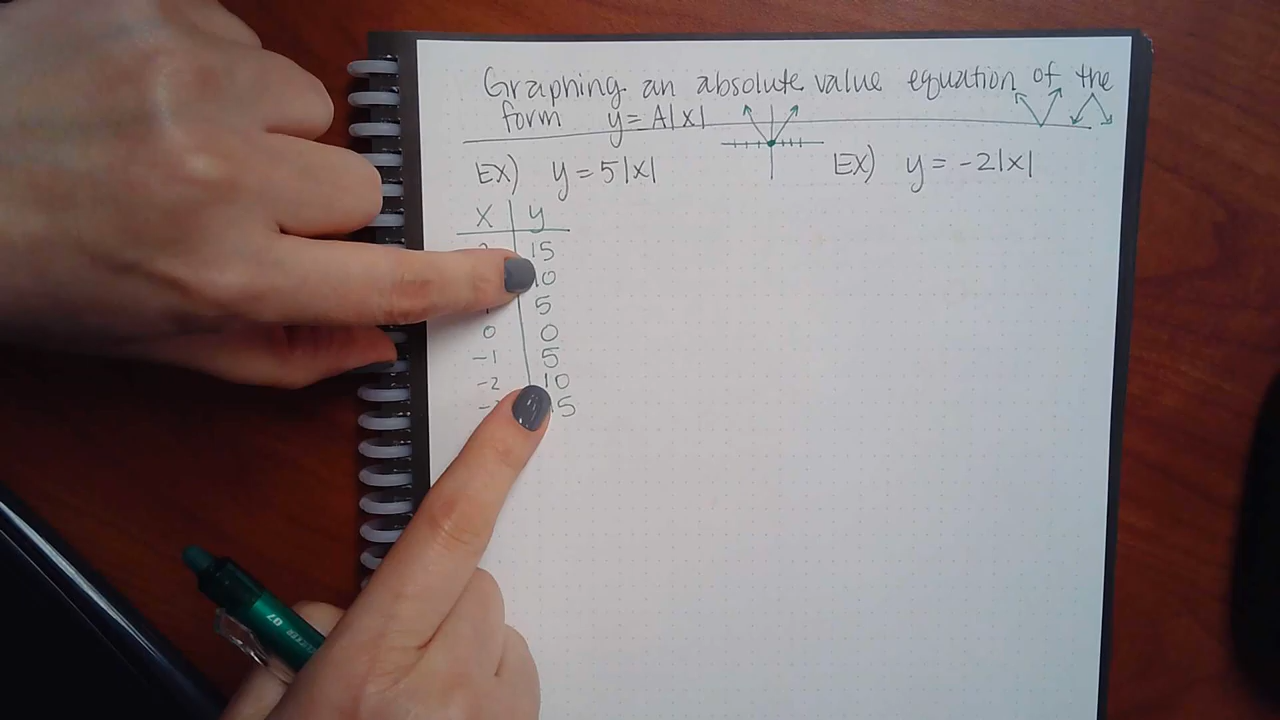 Graphing an absolute value equation of the
form y = A|x|
EX) y = 5|x|
EX) y = -2|x|
x y
15
10
5
0 0
-1 5
-2 10
07